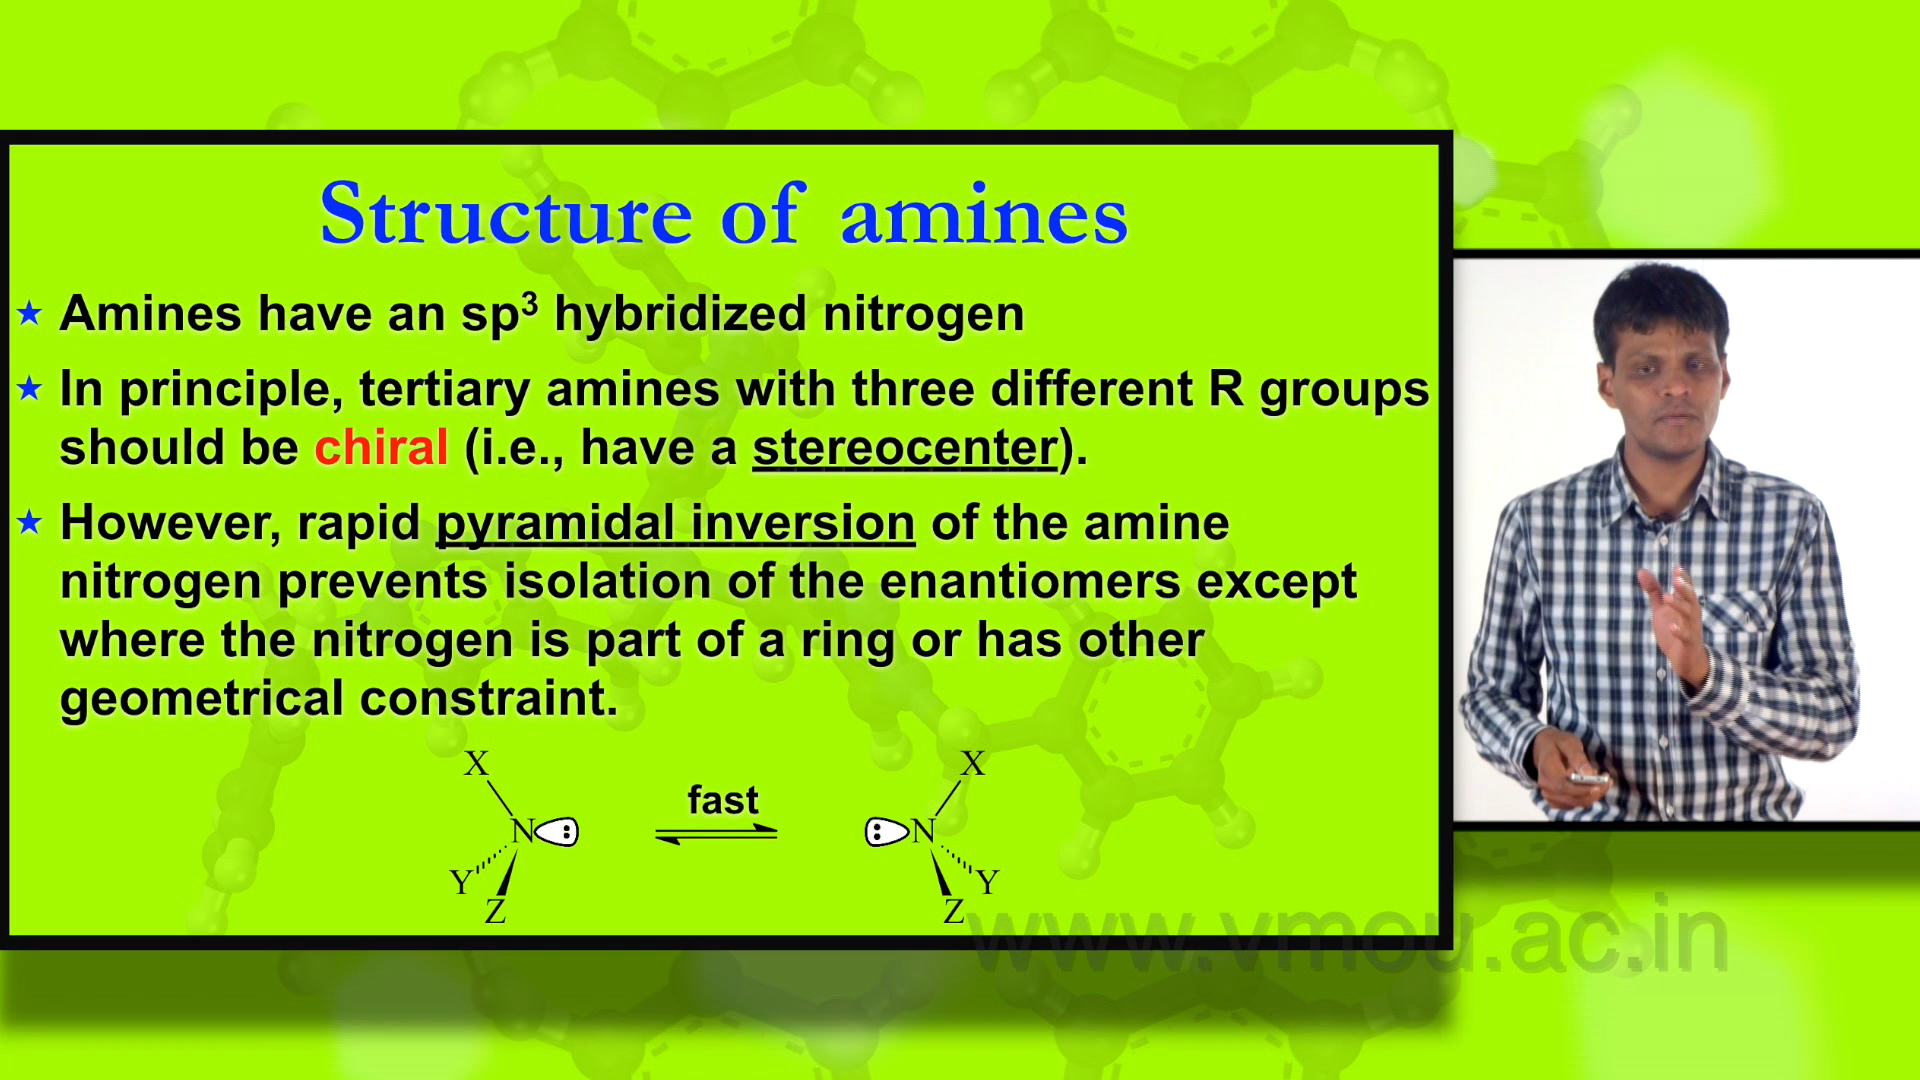 Structure of amines
Amines have an sp³ hybridized nitrogen
In principle, tertiary amines with three different R groups
should be chiral (i.e., have a stereocenter).
However, rapid pyramidal inversion of the amine
nitrogen prevents isolation of the enantiomers except
where the nitrogen is part of a ring or has other
geometrical constraint.
X X
fast
N : : N
Y Y
Z Z
www.vmou.ac.in